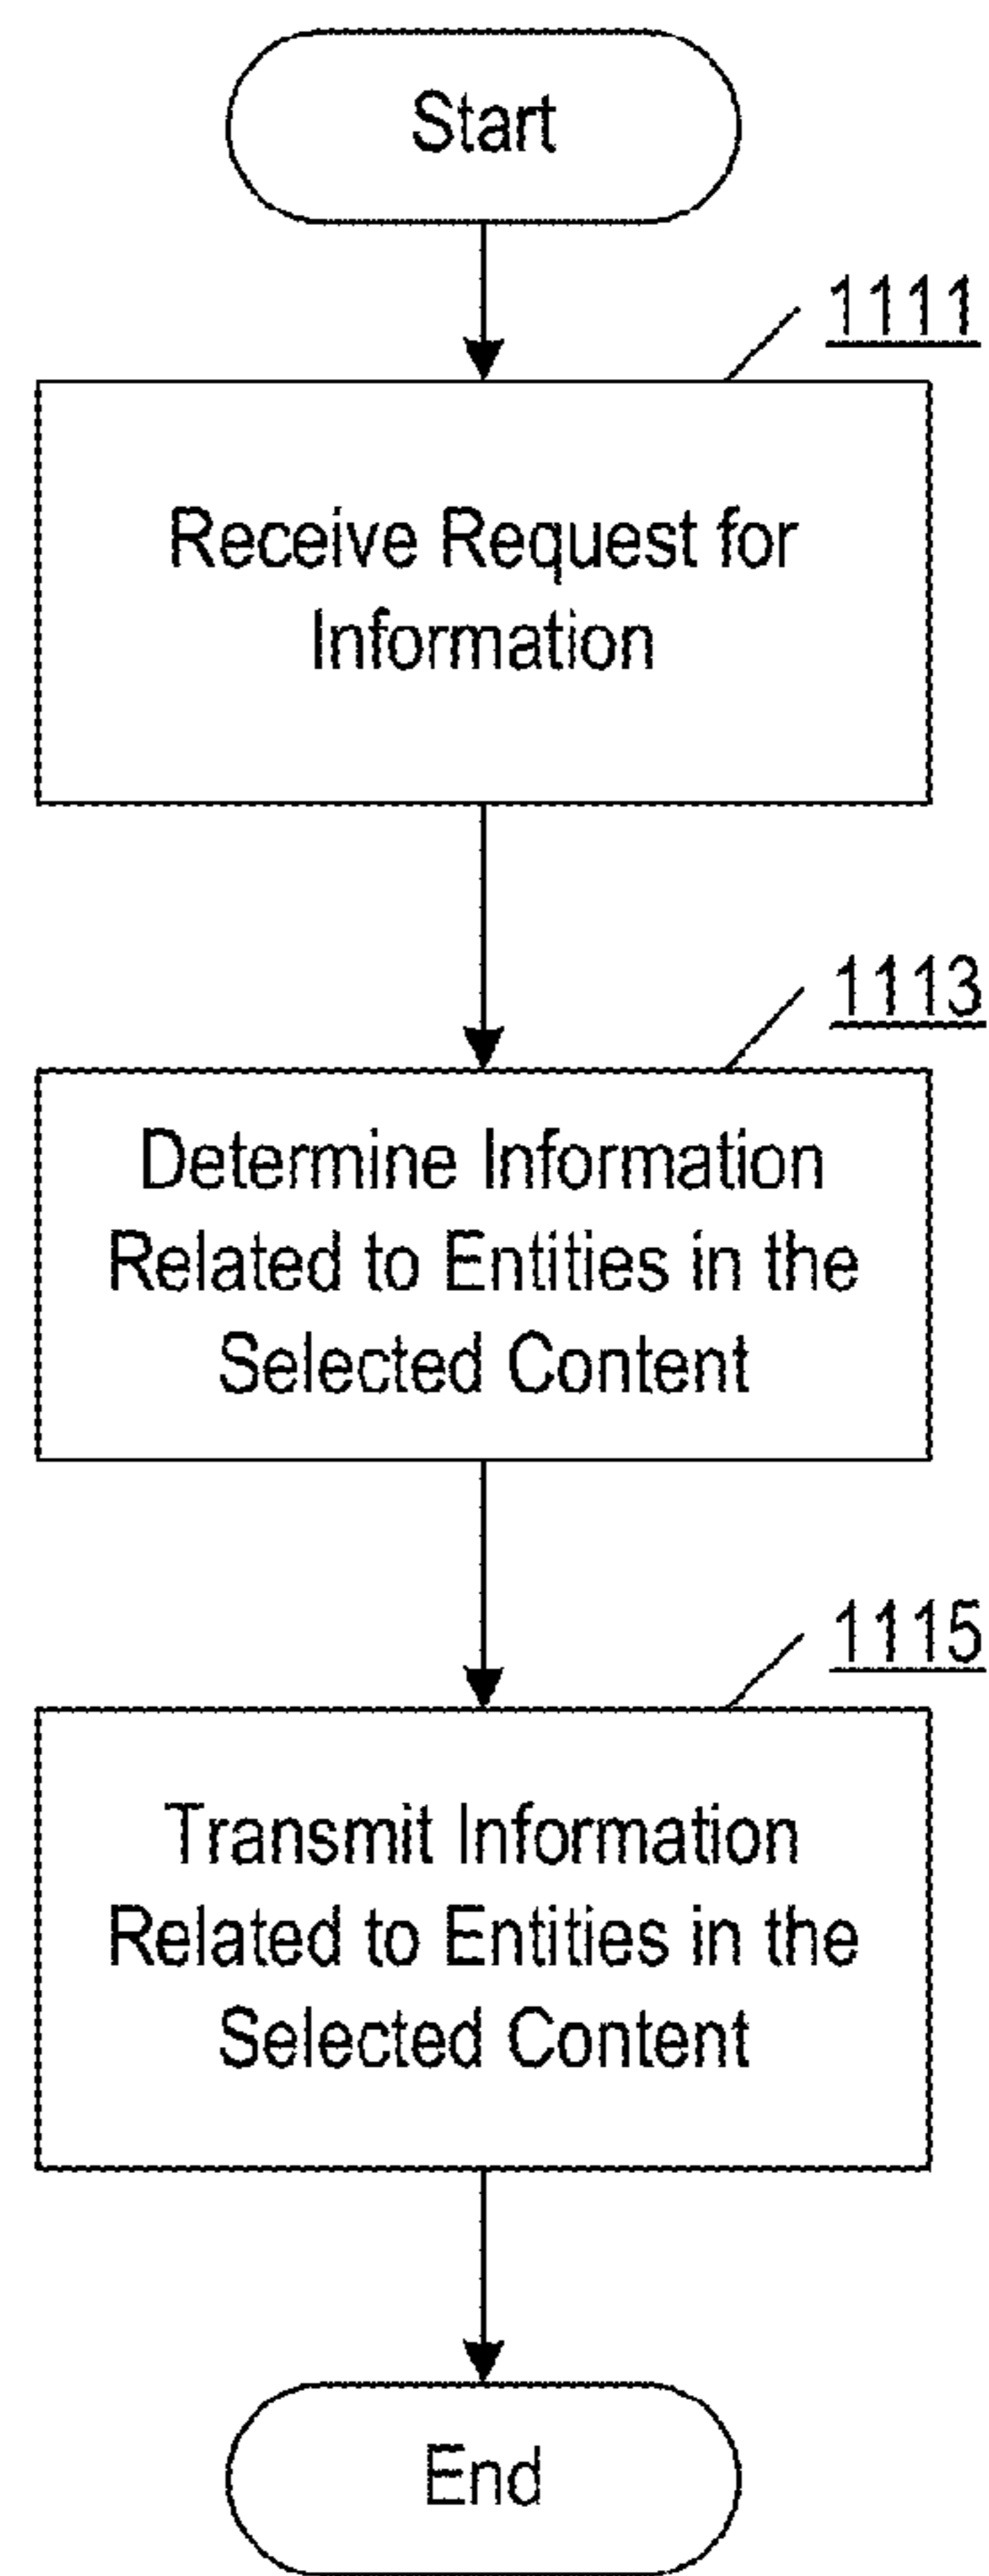 Start
1111
Receive Request for
Information
1113
Determine Information
Related to Entities in the
Selected Content
1115
Transmit Information
Related to Entities in the
Selected Content
End